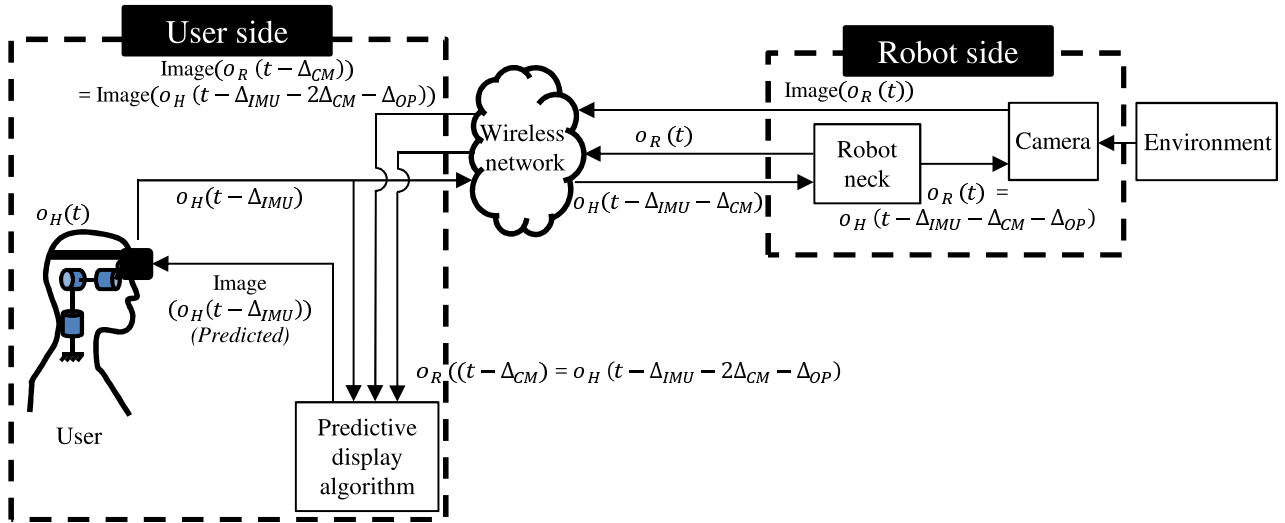 User side
Image(o_R (t − Δ_CM))
= Image(o_H (t − Δ_IMU − 2Δ_CM − Δ_OP))
Robot side
Image(o_R (t))
Wireless
network
o_R (t)
Robot
neck
Camera
Environment
o_H(t − Δ_IMU)
o_H(t − Δ_IMU − Δ_CM)
o_R (t) =
o_H (t − Δ_IMU − Δ_CM − Δ_OP)
o_H(t)
Image
(o_H(t − Δ_IMU))
(Predicted)
o_R ((t − Δ_CM) = o_H (t − Δ_IMU − 2Δ_CM − Δ_OP)
User
Predictive
display
algorithm